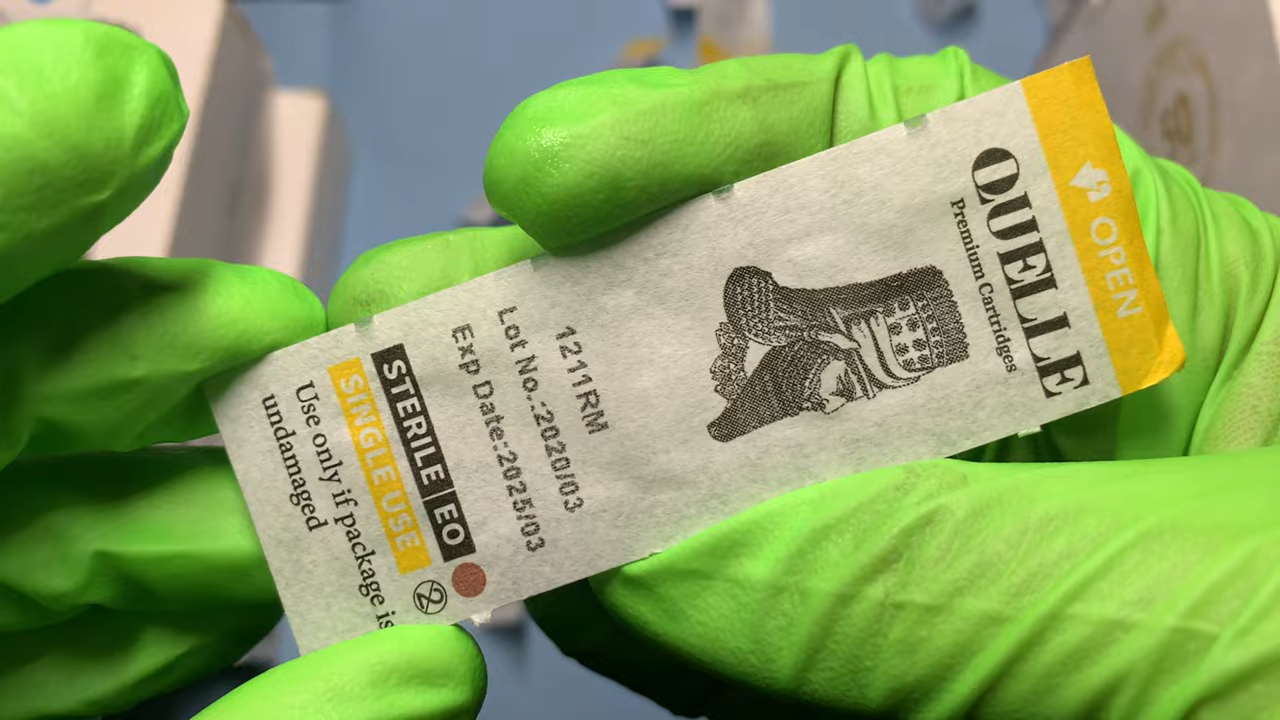 OPEN
QUELLE
Premium Cartridges
1211RM
Lot No.:2020/03
Exp Date:2025/03
STERILE EO
SINGLE USE
2
Use only if package is
undamaged